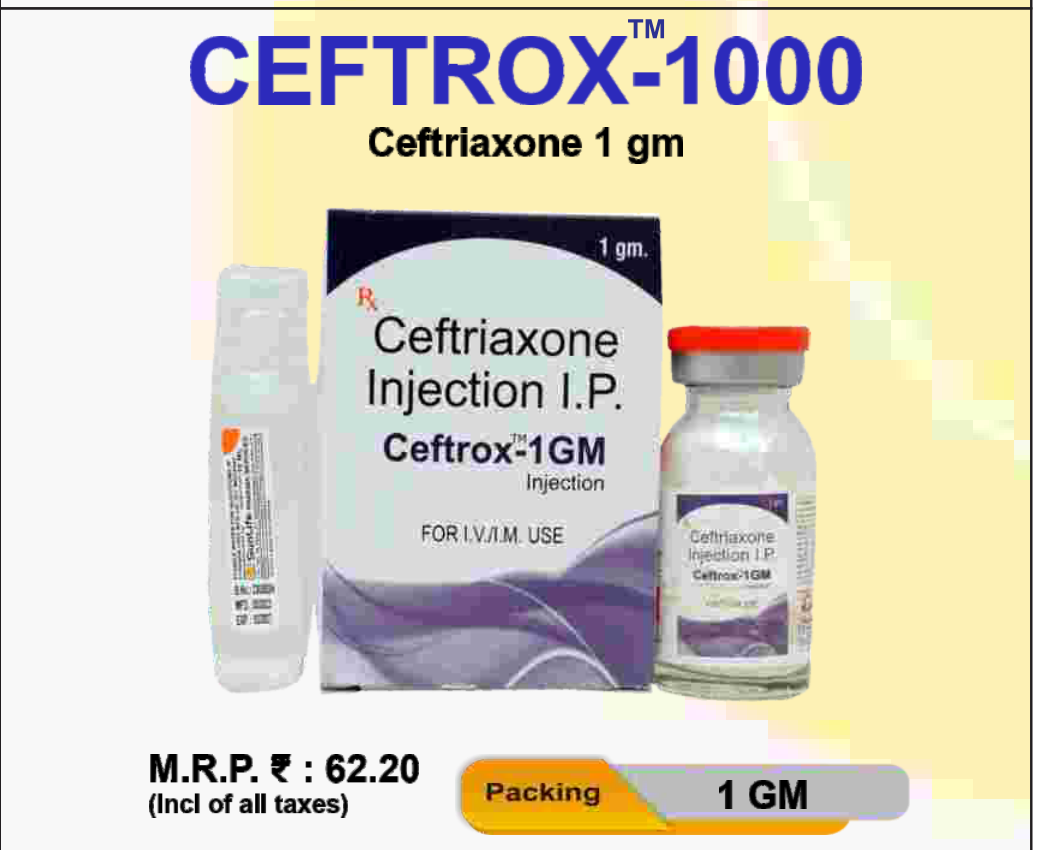 CEFTROX™-1000
Ceftriaxone 1 gm
1 gm.
Rx
Ceftriaxone
Injection I.P.
Ceftrox™-1GM
Injection
FOR I.V./I.M. USE
Ceftriaxone
Injection I.P.
Ceftrox-1GM
M.R.P. ₹ : 62.20
(Incl of all taxes)
Packing
1 GM